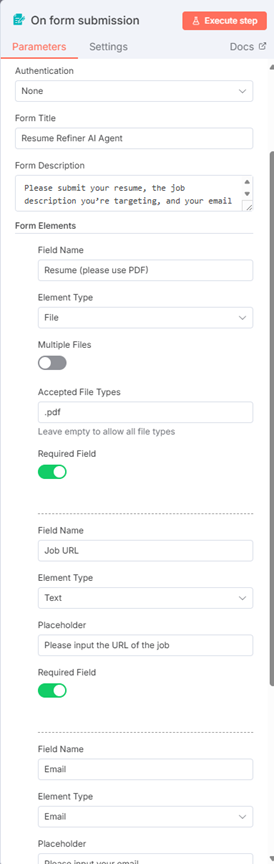 On form submission
Execute step
Parameters
Settings
Docs
Authentication
None
Form Title
Resume Refiner AI Agent
Form Description
Please submit your resume, the job
description you're targeting, and your email
Form Elements
Field Name
Resume (please use PDF)
Element Type
File
Multiple Files
Accepted File Types
.pdf
Leave empty to allow all file types
Required Field
Field Name
Job URL
Element Type
Text
Placeholder
Please input the URL of the job
Required Field
Field Name
Email
Element Type
Email
Placeholder
Please input your email